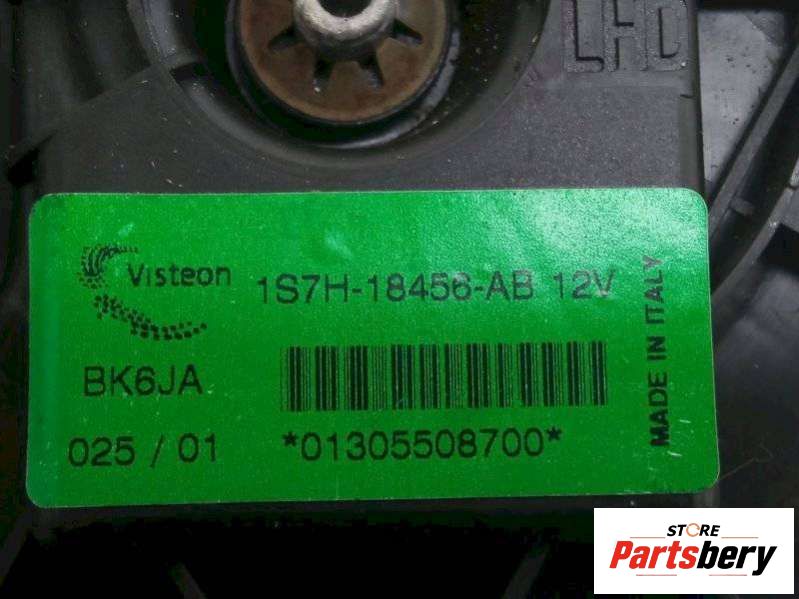 LHD
Visteon
1S7H-18456-AB 12V
BK6JA
025 / 01
*01305508700*
MADE IN ITALY
STORE
Partsbery